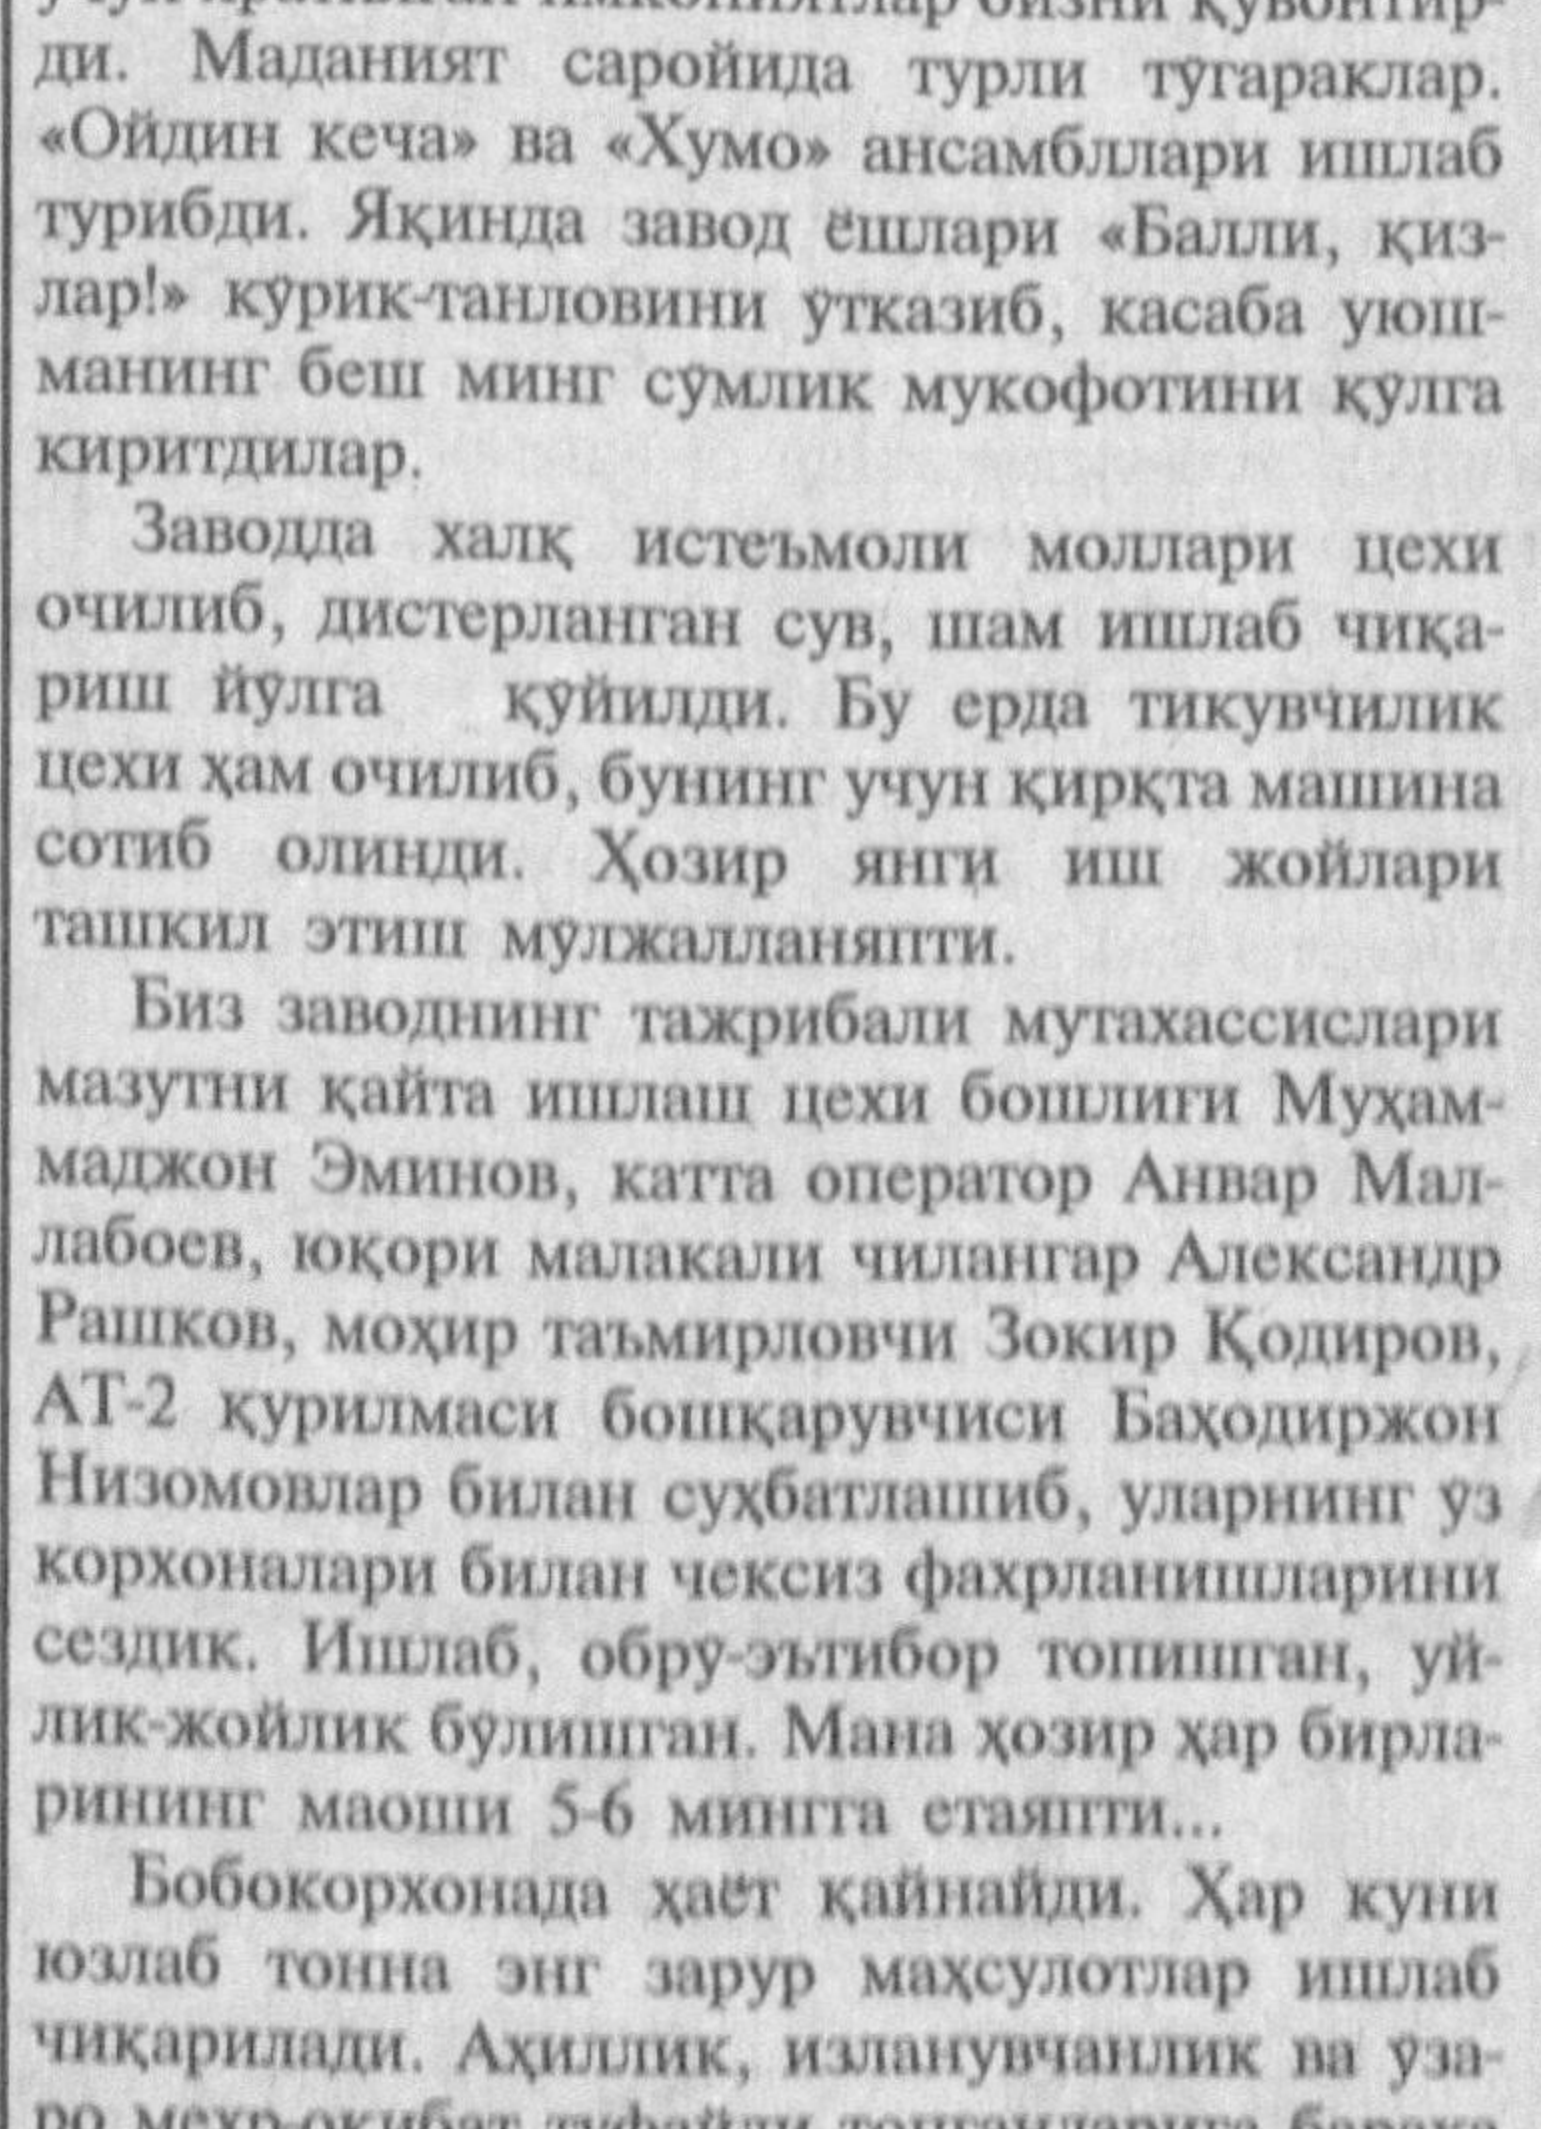 бизни қувонтир-
ди. Маданият саройида турли тўгараклар.
«Ойдин кеча» ва «Хумо» ансамбллари ишлаб
турибди. Яқинда завод ёшлари «Балли, қиз-
лар!» кўрик-танловини ўтказиб, касаба уюш-
манинг беш минг сўмлик мукофотини қўлга
киритдилар.
Заводда халқ истеъмоли моллари цехи
очилиб, дистерланган сув, шам ишлаб чиқа-
риш йўлга қўйилди. Бу ерда тикувчилик
цехи ҳам очилиб, бунинг учун қирқта машина
сотиб олинди. Ҳозир янги иш жойлари
ташкил этиш мўлжалланяпти.
Биз заводнинг тажрибали мутахассислари
мазутни қайта ишлаш цехи бошлиғи Муҳам-
маджон Эминов, катта оператор Анвар Мал-
лабоев, юқори малакали чилангар Александр
Рашков, моҳир таъмирловчи Зокир Қодиров,
АТ-2 қурилмаси бошқарувчиси Баҳодиржон
Низомовлар билан суҳбатлашиб, уларнинг ўз
корхоналари билан чексиз фахрланишларини
сездик. Ишлаб, обрў-эътибор топишган, уй-
лик-жойлик бўлишган. Мана ҳозир ҳар бирла-
рининг маоши 5-6 мингга етаяпти...
Бобокорхонада ҳаёт қайнайди. Ҳар куни
юзлаб тонна энг зарур маҳсулотлар ишлаб
чиқарилади. Аҳиллик, изланувчанлик ва ўза-